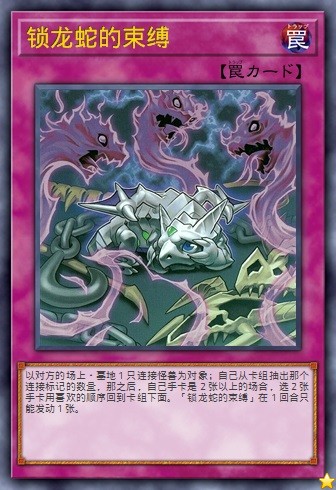 锁龙蛇的束缚
トラップ
罠
【罠カード】
以对方的场上·墓地1只连接怪兽为对象；自己从卡组抽出那个
连接标记的数量，那之后，自己手卡是2张以上的场合，选2张
手卡用喜欢的顺序回到卡组下面。「锁龙蛇的束缚」在1回合只
能发动1张。